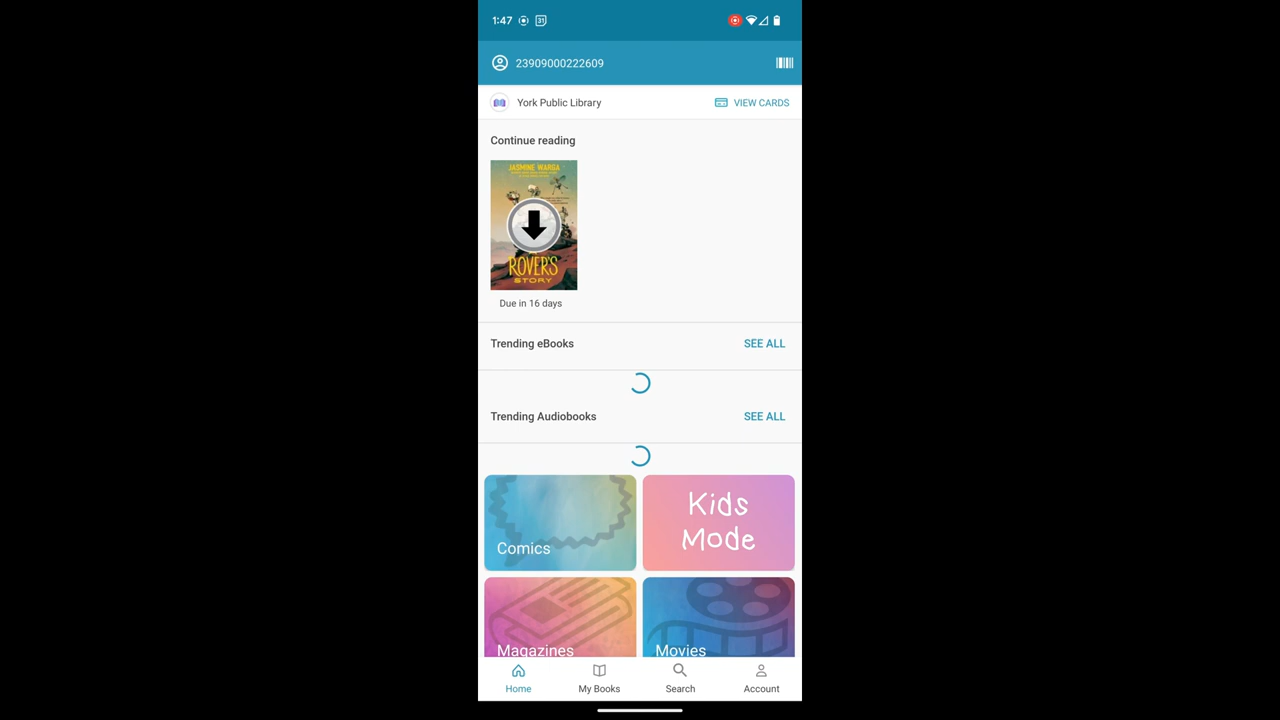 1:47
31
23909000222609
York Public Library
VIEW CARDS
Continue reading
JASMINE WARGA
ROVER'S
STORY
Due in 16 days
Trending eBooks
SEE ALL
Trending Audiobooks
SEE ALL
Comics
Kids
Mode
Magazines
Movies
Home
My Books
Search
Account